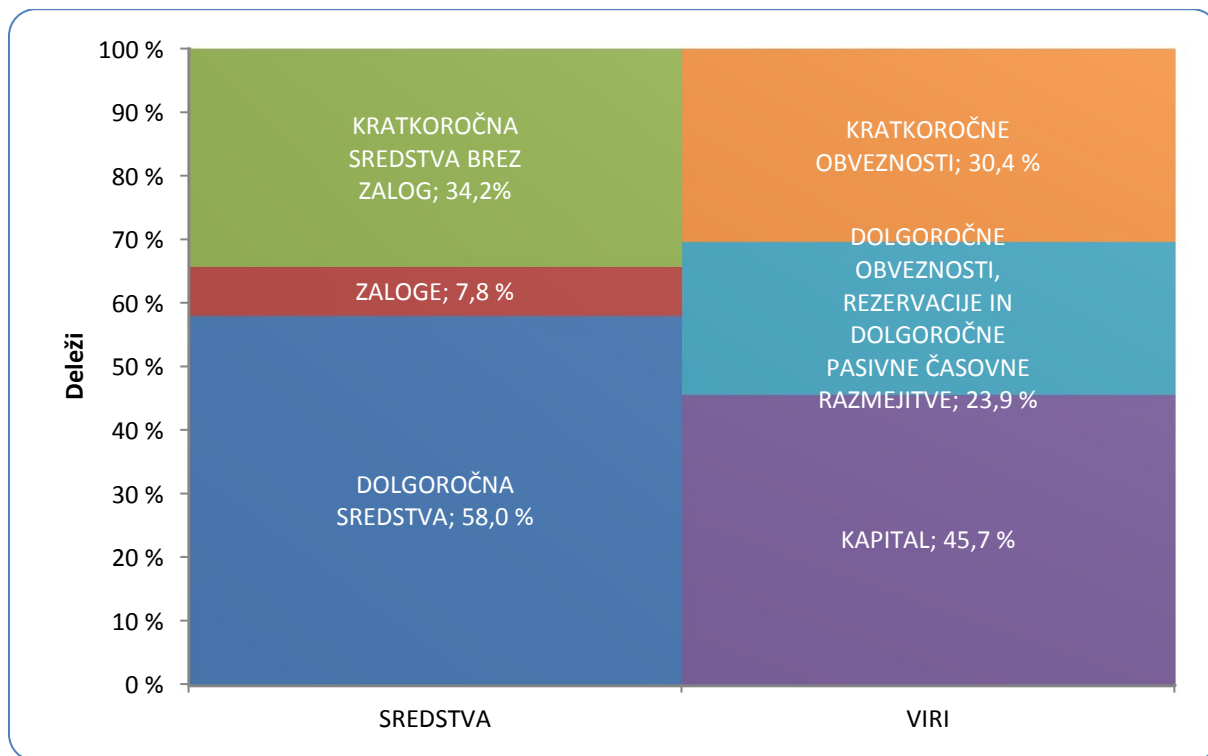 100 %
90 %
80 %
70 %
60 %
50 %
40 %
30 %
20 %
10 %
0 %
Deleži
KRATKOROČNA
SREDSTVA BREZ
ZALOG; 34,2%
ZALOGE; 7,8 %
DOLGOROČNA
SREDSTVA; 58,0 %
KRATKOROČNE
OBVEZNOSTI; 30,4 %
DOLGOROČNE
OBVEZNOSTI,
REZERVACIJE IN
DOLGOROČNE
PASIVNE ČASOVNE
RAZMEJITVE; 23,9 %
KAPITAL; 45,7 %
SREDSTVA
VIRI